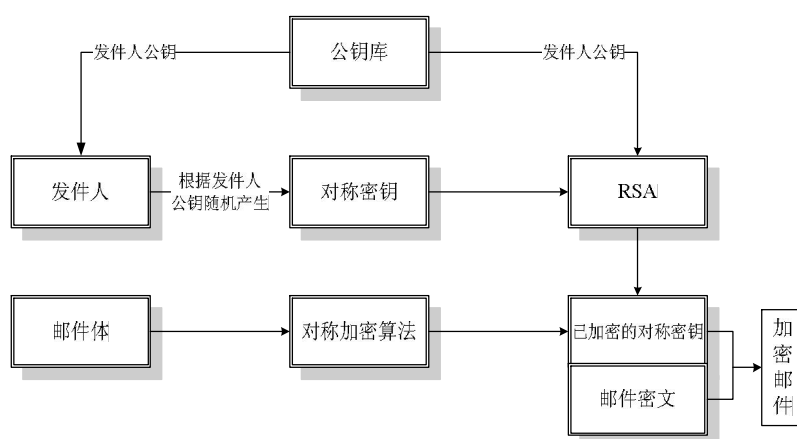 发件人公钥
公钥库
发件人公钥
发件人
根据发件人
公钥随机产生
对称密钥
RSA
邮件体
对称加密算法
已加密的对称密钥
邮件密文
加
密
邮
件